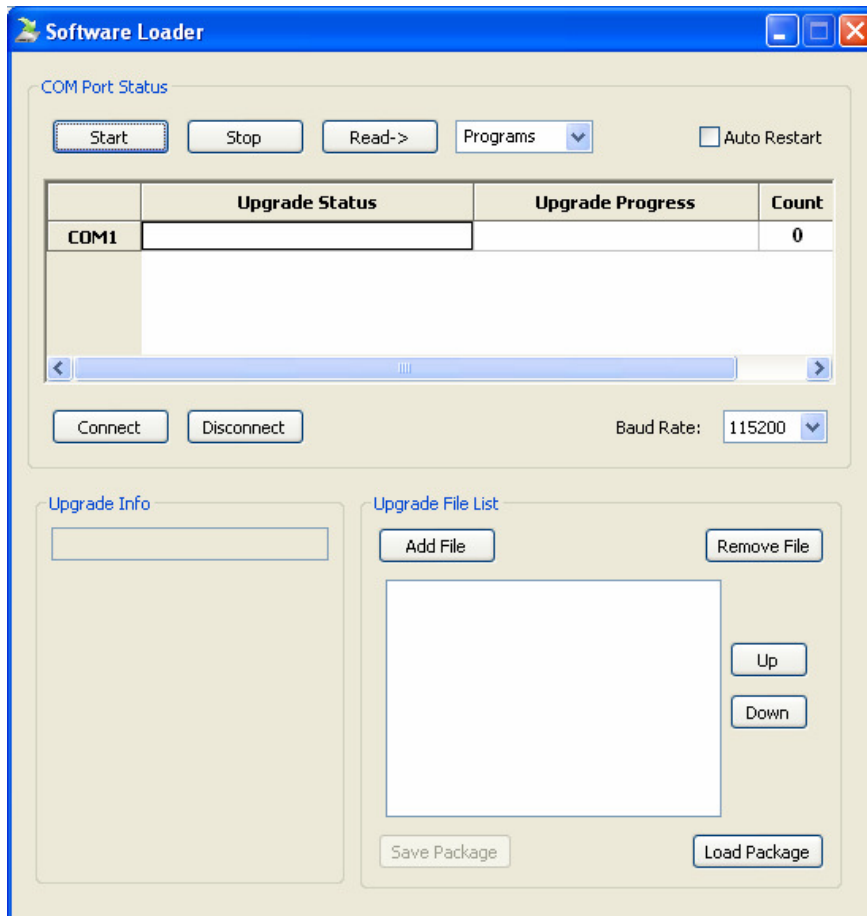 Software Loader
COM Port Status
Start Stop Read-> Programs Auto Restart
Upgrade Status Upgrade Progress Count
COM1 0
Connect Disconnect Baud Rate: 115200
Upgrade Info Upgrade File List
Add File Remove File
Up
Down
Save Package Load Package